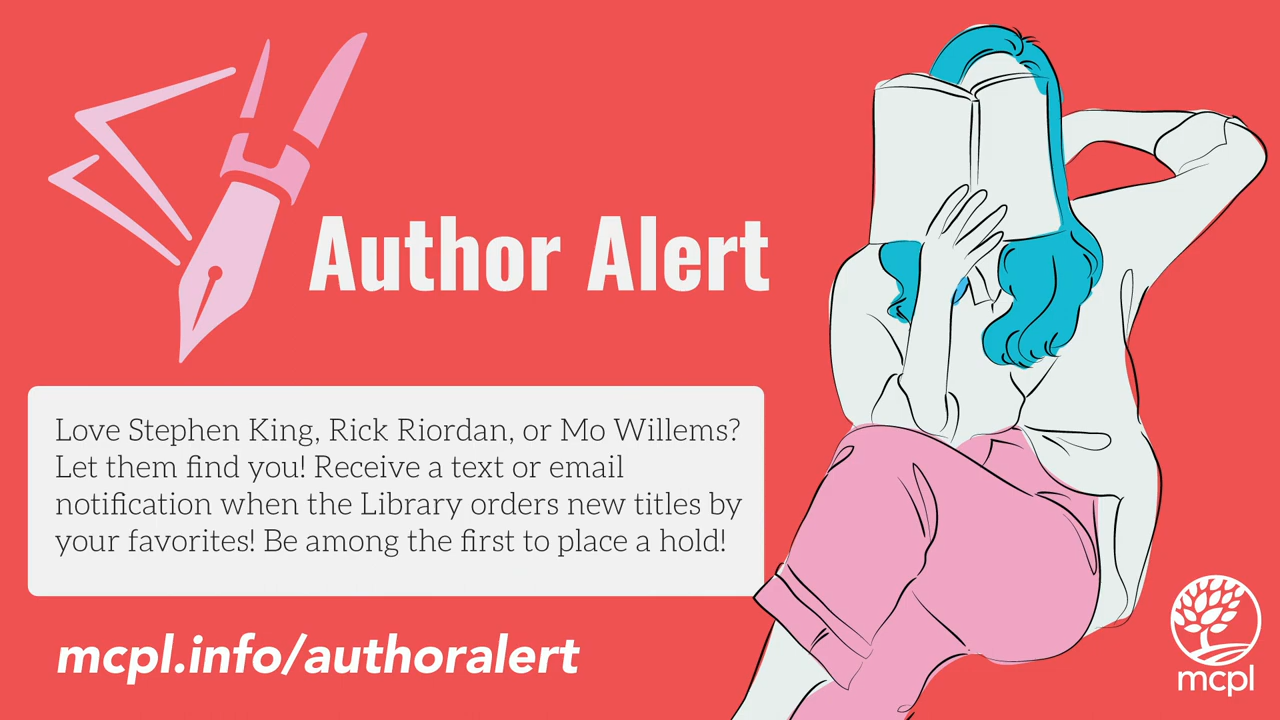 Author Alert
Love Stephen King, Rick Riordan, or Mo Willems?
Let them find you! Receive a text or email
notification when the Library orders new titles by
your favorites! Be among the first to place a hold!
mcpl.info/authoralert
mcpl